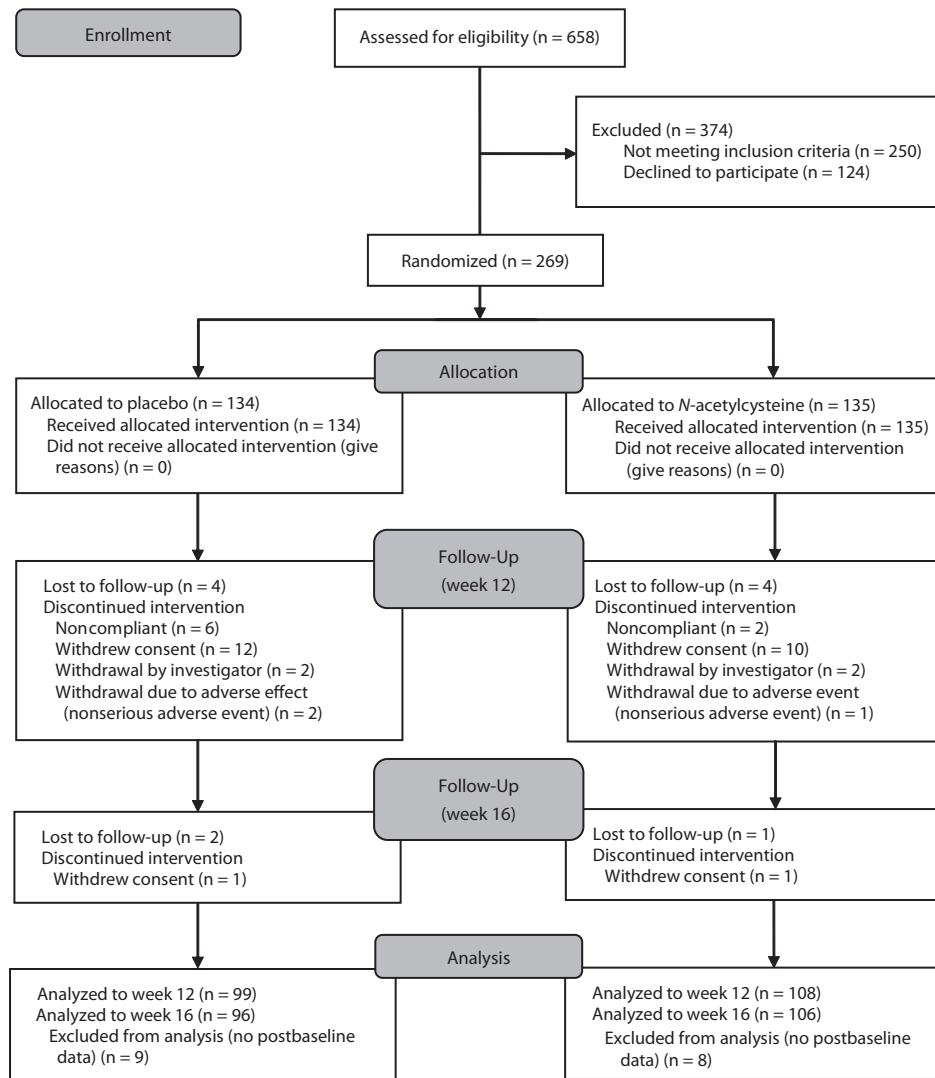 Enrollment
Assessed for eligibility (n = 658)
Excluded (n = 374)
Not meeting inclusion criteria (n = 250)
Declined to participate (n = 124)
Randomized (n = 269)
Allocation
Allocated to placebo (n = 134)
Received allocated intervention (n = 134)
Did not receive allocated intervention (give
reasons) (n = 0)
Allocated to N-acetylcysteine (n = 135)
Received allocated intervention (n = 135)
Did not receive allocated intervention
(give reasons) (n = 0)
Follow-Up
(week 12)
Lost to follow-up (n = 4)
Discontinued intervention
Noncompliant (n = 6)
Withdrew consent (n = 12)
Withdrawal by investigator (n = 2)
Withdrawal due to adverse effect
(nonserious adverse event) (n = 2)
Lost to follow-up (n = 4)
Discontinued intervention
Noncompliant (n = 2)
Withdrew consent (n = 10)
Withdrawal by investigator (n = 2)
Withdrawal due to adverse event
(nonserious adverse event) (n = 1)
Follow-Up
(week 16)
Lost to follow-up (n = 2)
Discontinued intervention
Withdrew consent (n = 1)
Lost to follow-up (n = 1)
Discontinued intervention
Withdrew consent (n = 1)
Analysis
Analyzed to week 12 (n = 99)
Analyzed to week 16 (n = 96)
Excluded from analysis (no postbaseline
data) (n = 9)
Analyzed to week 12 (n = 108)
Analyzed to week 16 (n = 106)
Excluded from analysis (no postbaseline
data) (n = 8)